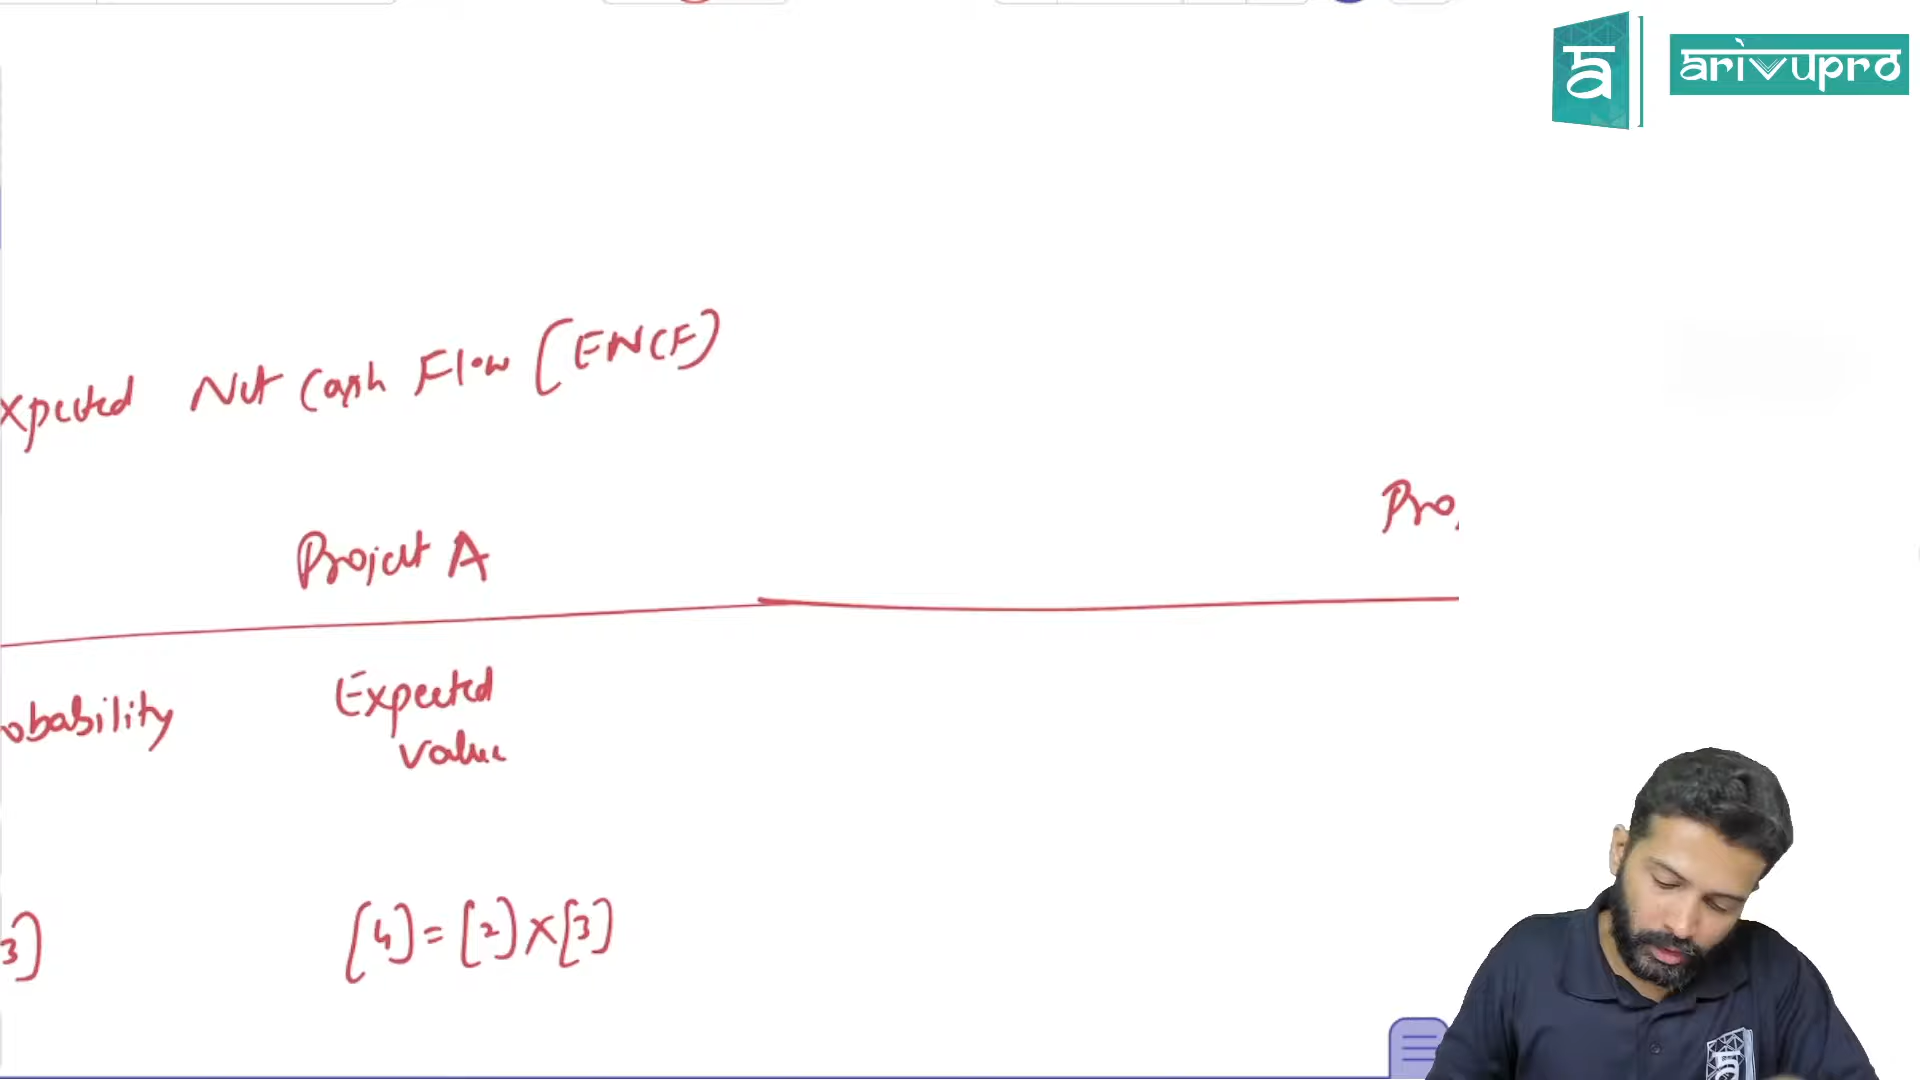 arivupro
xpected Net Cash Flow (ENCF)
Project A
Pro
obability
Expected
value
3]
[4] = [2] X [3]